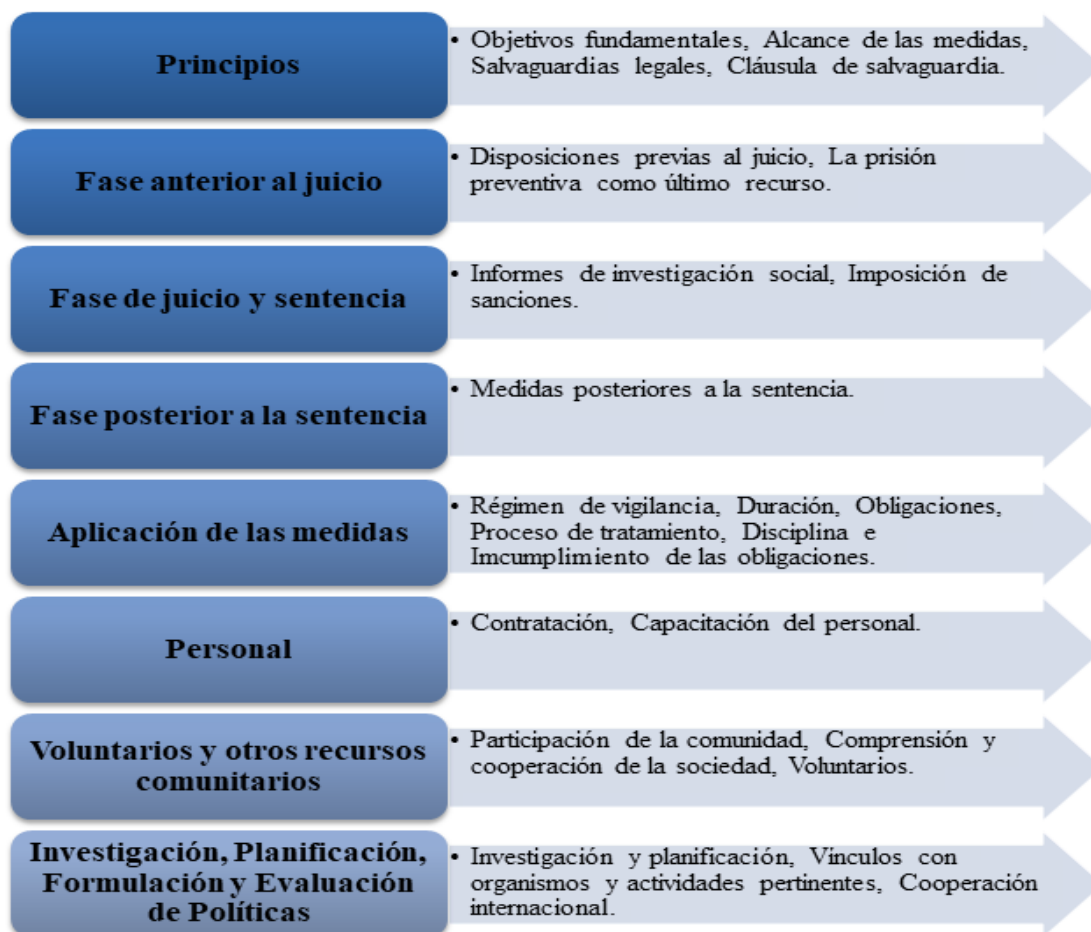 Principios
• Objetivos fundamentales, Alcance de las medidas,
Salvaguardias legales, Cláusula de salvaguardia.
Fase anterior al juicio
• Disposiciones previas al juicio, La prisión
preventiva como último recurso.
Fase de juicio y sentencia
• Informes de investigación social, Imposición de
sanciones.
Fase posterior a la sentencia
• Medidas posteriores a la sentencia.
Aplicación de las medidas
• Régimen de vigilancia, Duración, Obligaciones,
Proceso de tratamiento, Disciplina e
Imcumplimiento de las obligaciones.
Personal
• Contratación, Capacitación del personal.
Voluntarios y otros recursos
comunitarios
• Participación de la comunidad, Comprensión y
cooperación de la sociedad, Voluntarios.
Investigación, Planificación,
Formulación y Evaluación
de Políticas
• Investigación y planificación, Vínculos con
organismos y actividades pertinentes, Cooperación
internacional.